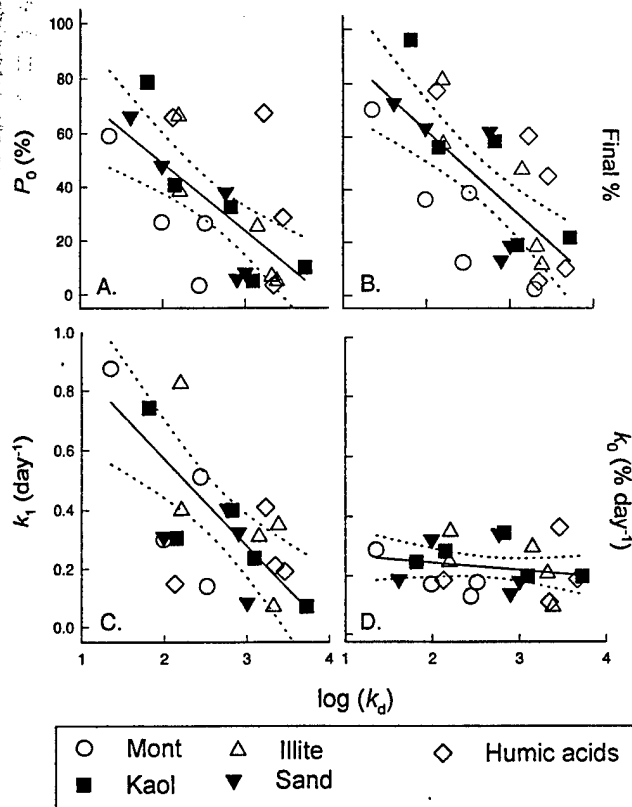 100
80
60
40
20
0
P₀ (%)
A.
B.
Final %
1.0
0.8
0.6
0.4
0.2
0.0
k₁ (day⁻¹)
C.
D.
k₀ (% day⁻¹)
1 2 3 4
1 2 3 4
log (k_d)
Mont Illite Humic acids
Kaol Sand